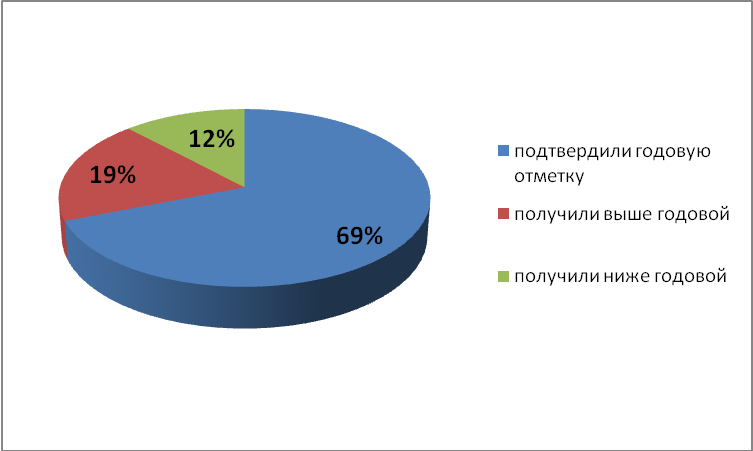 12%
19%
69%
подтвердили годовую
отметку
получили выше годовой
получили ниже годовой